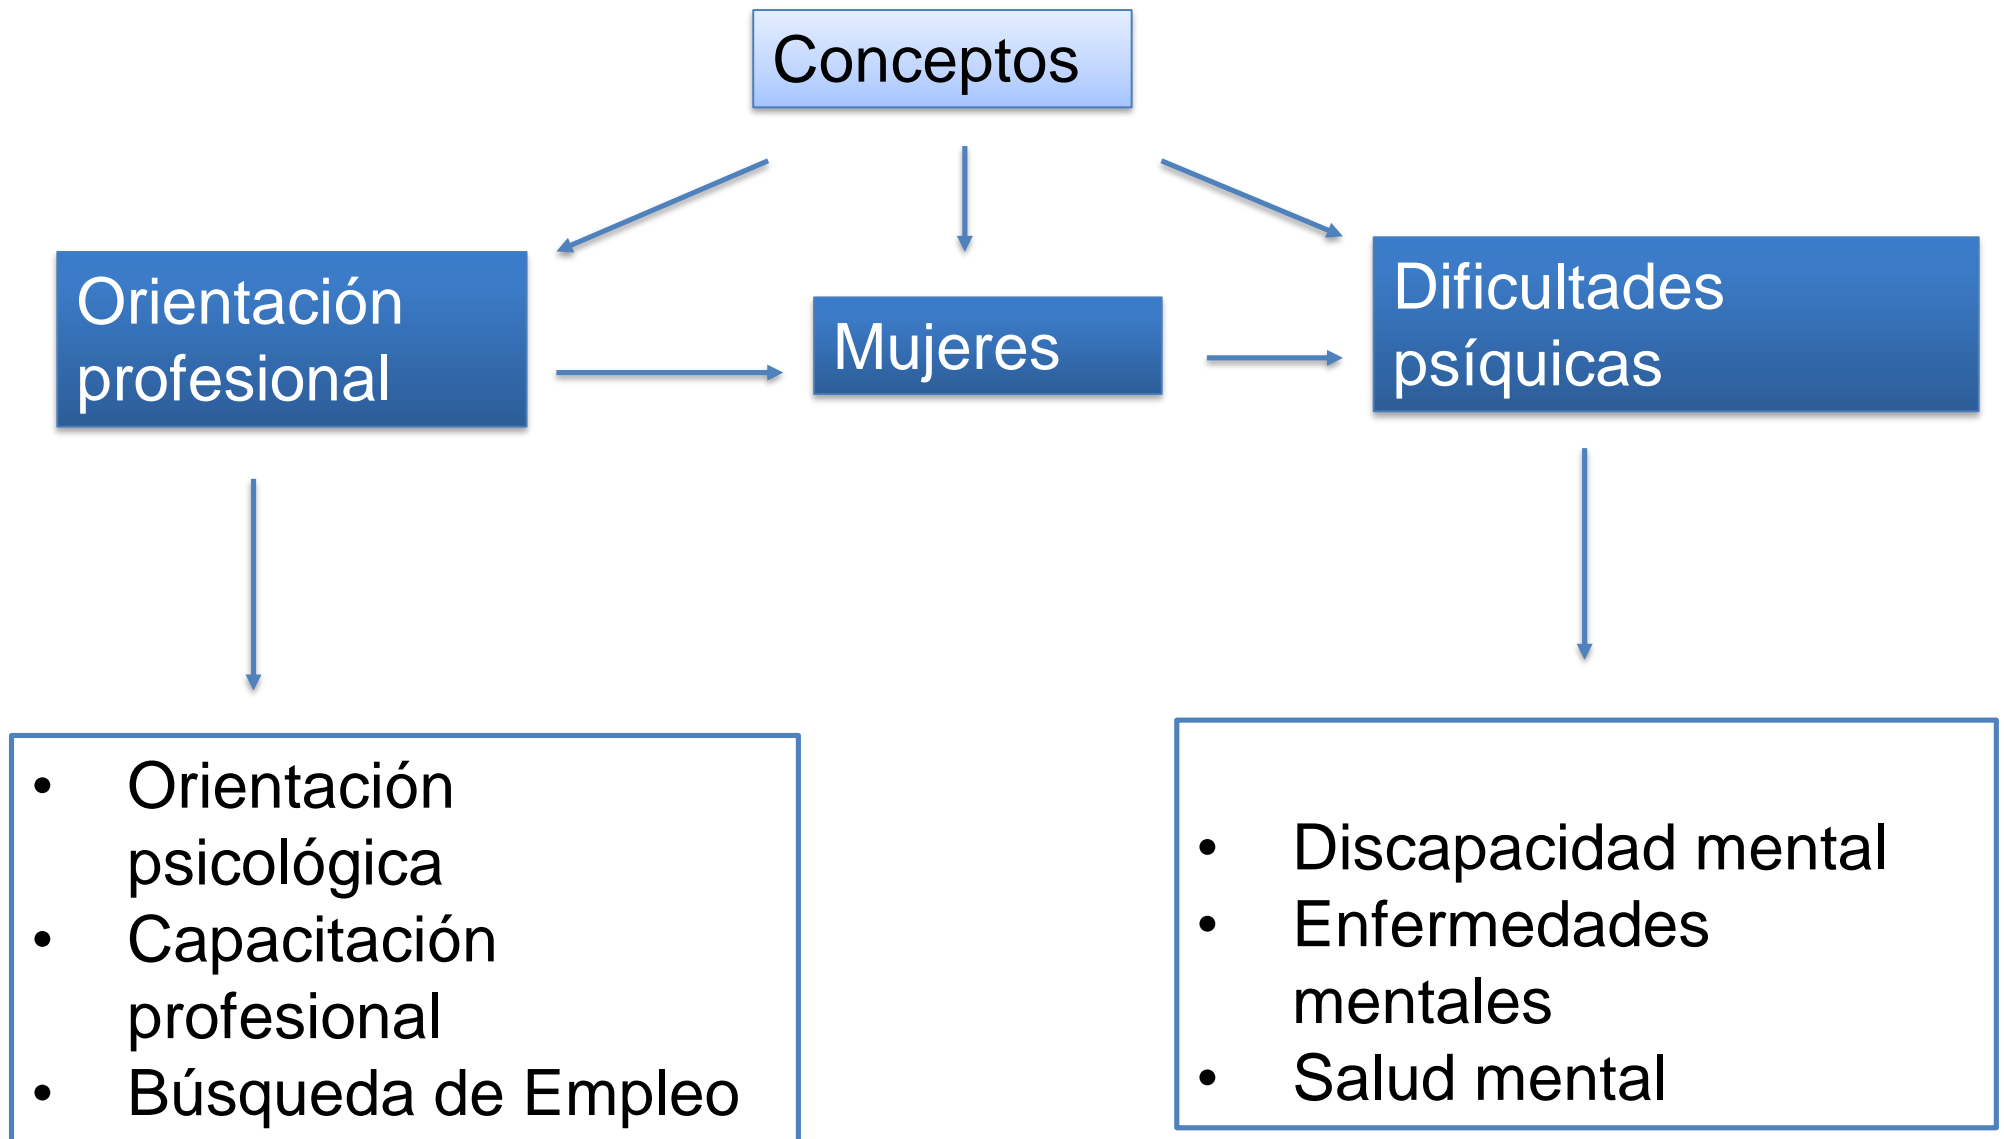 Conceptos
Orientación
profesional
Mujeres
Dificultades
psíquicas
• Orientación
psicológica
• Capacitación
profesional
• Búsqueda de Empleo
• Discapacidad mental
• Enfermedades
mentales
• Salud mental